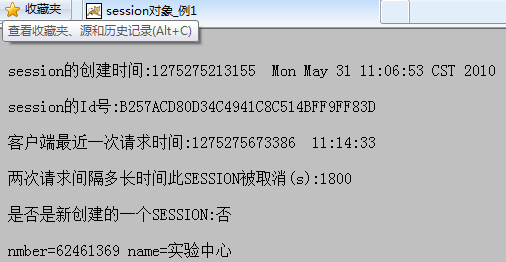 收藏夹
session对象_例1
查看收藏夹、源和历史记录(Alt+C)
session的创建时间:1275275213155  Mon May 31 11:06:53 CST 2010
session的Id号:B257ACD80D34C4941C8C514BFF9FF83D
客户端最近一次请求时间:1275275673386  11:14:33
两次请求间隔多长时间此SESSION被取消(s):1800
是否是新创建的一个SESSION:否
nmber=62461369 name=实验中心